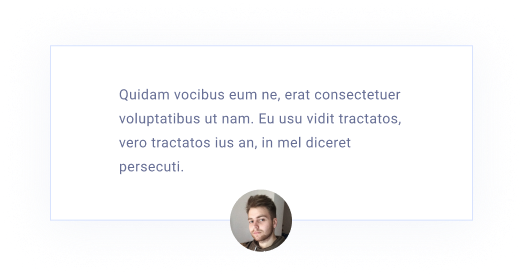 Quidam vocibus eum ne, erat consectetuer
voluptatibus ut nam. Eu usu vidit tractatos,
vero tractatos ius an, in mel diceret
persecuti.